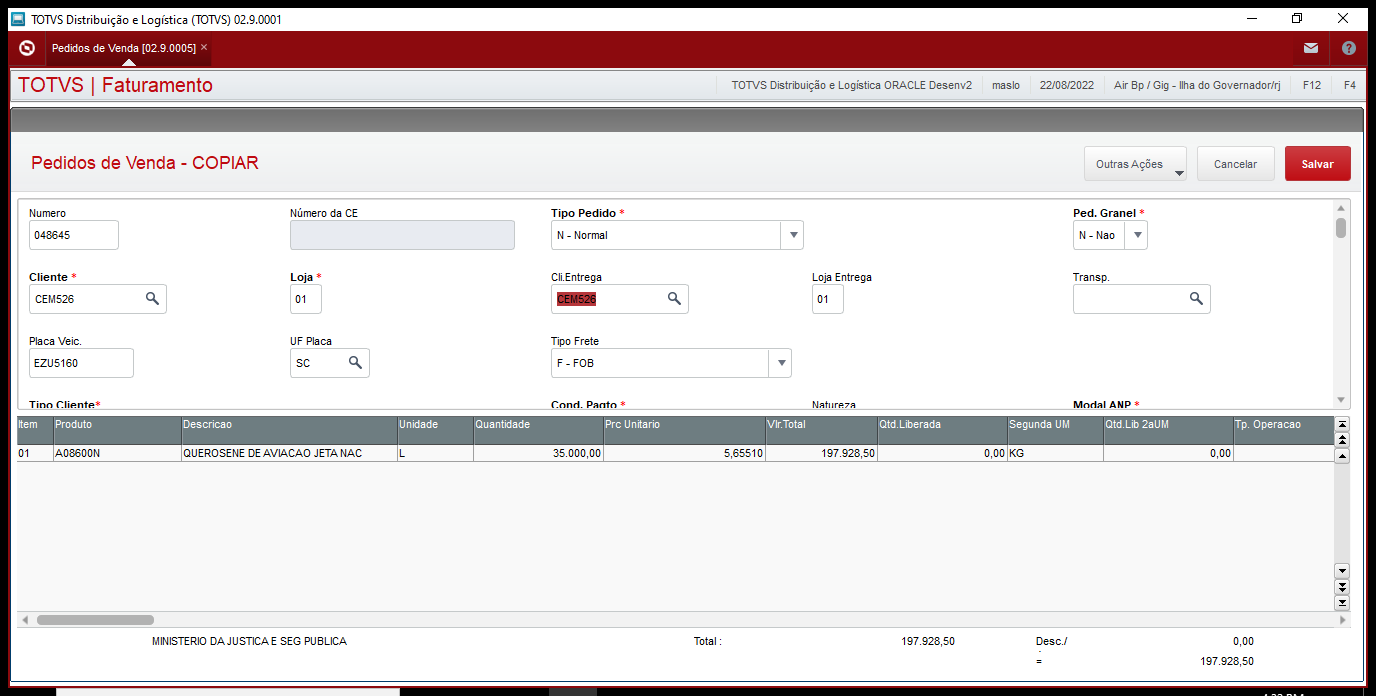 TOTVS Distribuição e Logística (TOTVS) 02.9.0001
Pedidos de Venda [02.9.0005] ×
TOTVS | Faturamento
TOTVS Distribuição e Logística ORACLE Desenv2 maslo 22/08/2022 Air Bp / Gig - Ilha do Governador/rj F12 F4
Pedidos de Venda - COPIAR
Outras Ações Cancelar Salvar
Numero Número da CE Tipo Pedido * Ped. Granel *
048645 N - Normal N - Nao
Cliente * Loja * Cli.Entrega Loja Entrega Transp.
CEM526 01 CEM526 01
Placa Veic. UF Placa Tipo Frete
EZU5160 SC F - FOB
Tipo Cliente* Cond. Pagto * Natureza Modal ANP *
Item Produto Descricao Unidade Quantidade Prc Unitario Vlr.Total Qtd.Liberada Segunda UM Qtd.Lib 2aUM Tp. Operacao
01 A08600N QUEROSENE DE AVIACAO JETA NAC L 35.000,00 5,65510 197.928,50 0,00 KG 0,00
MINISTERIO DA JUSTICA E SEG PUBLICA Total : 197.928,50 Desc./ 0,00
= 197.928,50